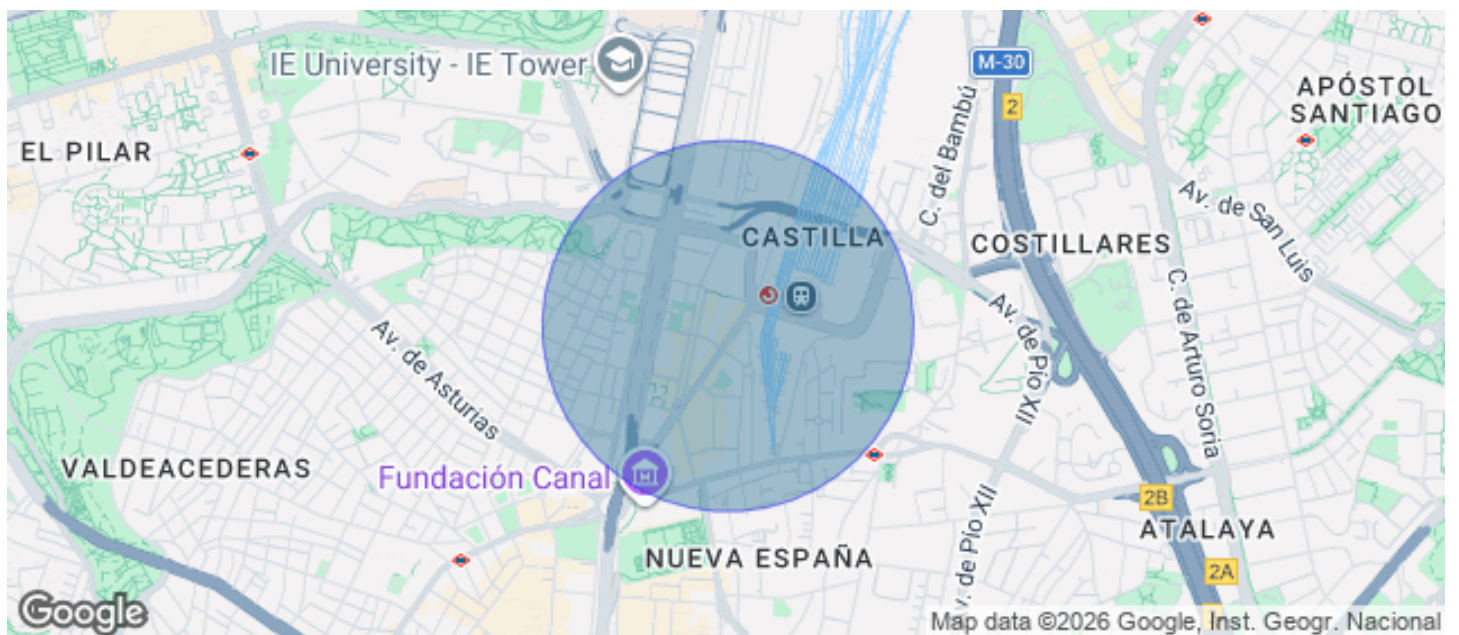 IE University - IE Tower
M-30
2
APÓSTOL
SANTIAGO
EL PILAR
C. del Bambú
Av. de San Luis
CASTILLA
COSTILLARES
C. de Arturo Soria
Av. de Pío XII
Av. de Asturias
VALDEACEDERAS
Fundación Canal
2B
ATALAYA
NUEVA ESPAÑA
v. de Pío XII
2A
Google
Map data ©2026 Google, Inst. Geogr. Nacional